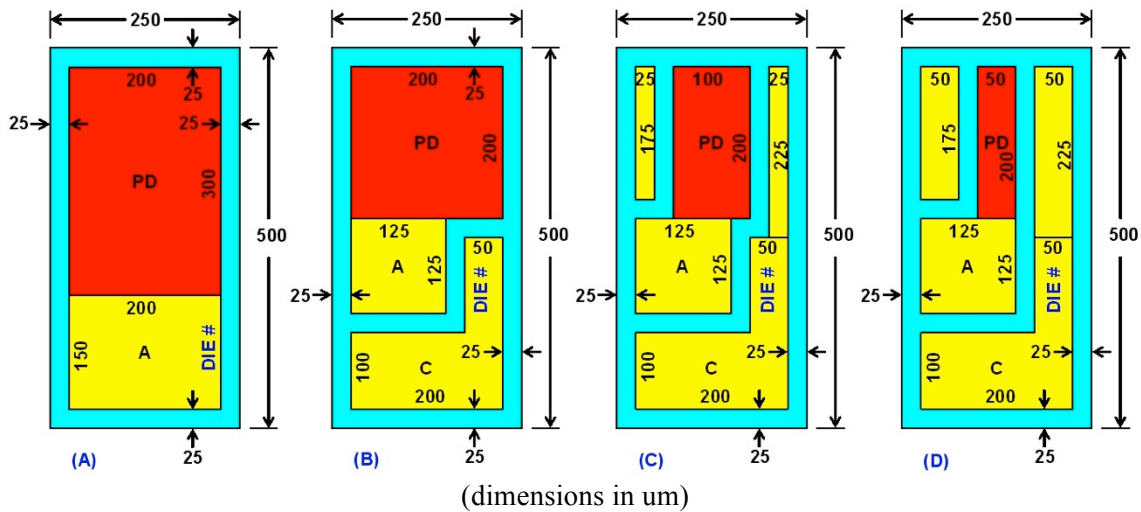 250 250 250 250
200 200 25 100 25 50 50
25 25
25 25
PD PD 200 175 PD 200 225 175 PD 200 225
300
500 500 500
125 50 125 50 125 50
A 125 DIE # A 125 DIE # A 125 DIE #
25 25 25
200
150 A DIE #
25 25 25
100 C 100 C 100 C
200 200 200
(A) 25 (B) 25 (C) 25 (D) 25
(dimensions in um)